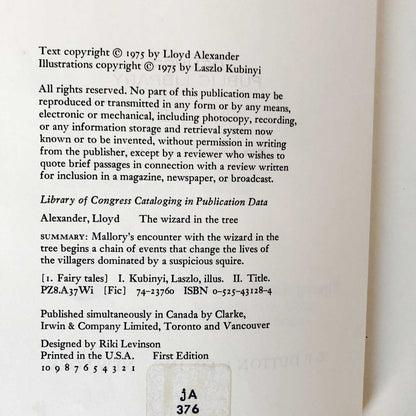 Text copyright © 1975 by Lloyd Alexander
Illustrations copyright © 1975 by Laszlo Kubinyi
All rights reserved. No part of this publication may be
reproduced or transmitted in any form or by any means,
electronic or mechanical, including photocopy, recording,
or any information storage and retrieval system now
known or to be invented, without permission in writing
from the publisher, except by a reviewer who wishes to
quote brief passages in connection with a review written
for inclusion in a magazine, newspaper, or broadcast.
Library of Congress Cataloging in Publication Data
Alexander, Lloyd The wizard in the tree
SUMMARY: Mallory's encounter with the wizard in the
tree begins a chain of events that change the lives of
the villagers dominated by a suspicious squire.
[1. Fairy tales] I. Kubinyi, Laszlo, illus. II. Title.
PZ8.A37Wi [Fic] 74-23760 ISBN 0-525-43128-4
Published simultaneously in Canada by Clarke,
Irwin & Company Limited, Toronto and Vancouver
Designed by Riki Levinson
Printed in the U.S.A. First Edition
10 9 8 7 6 5 4 3 2 1
jA
376